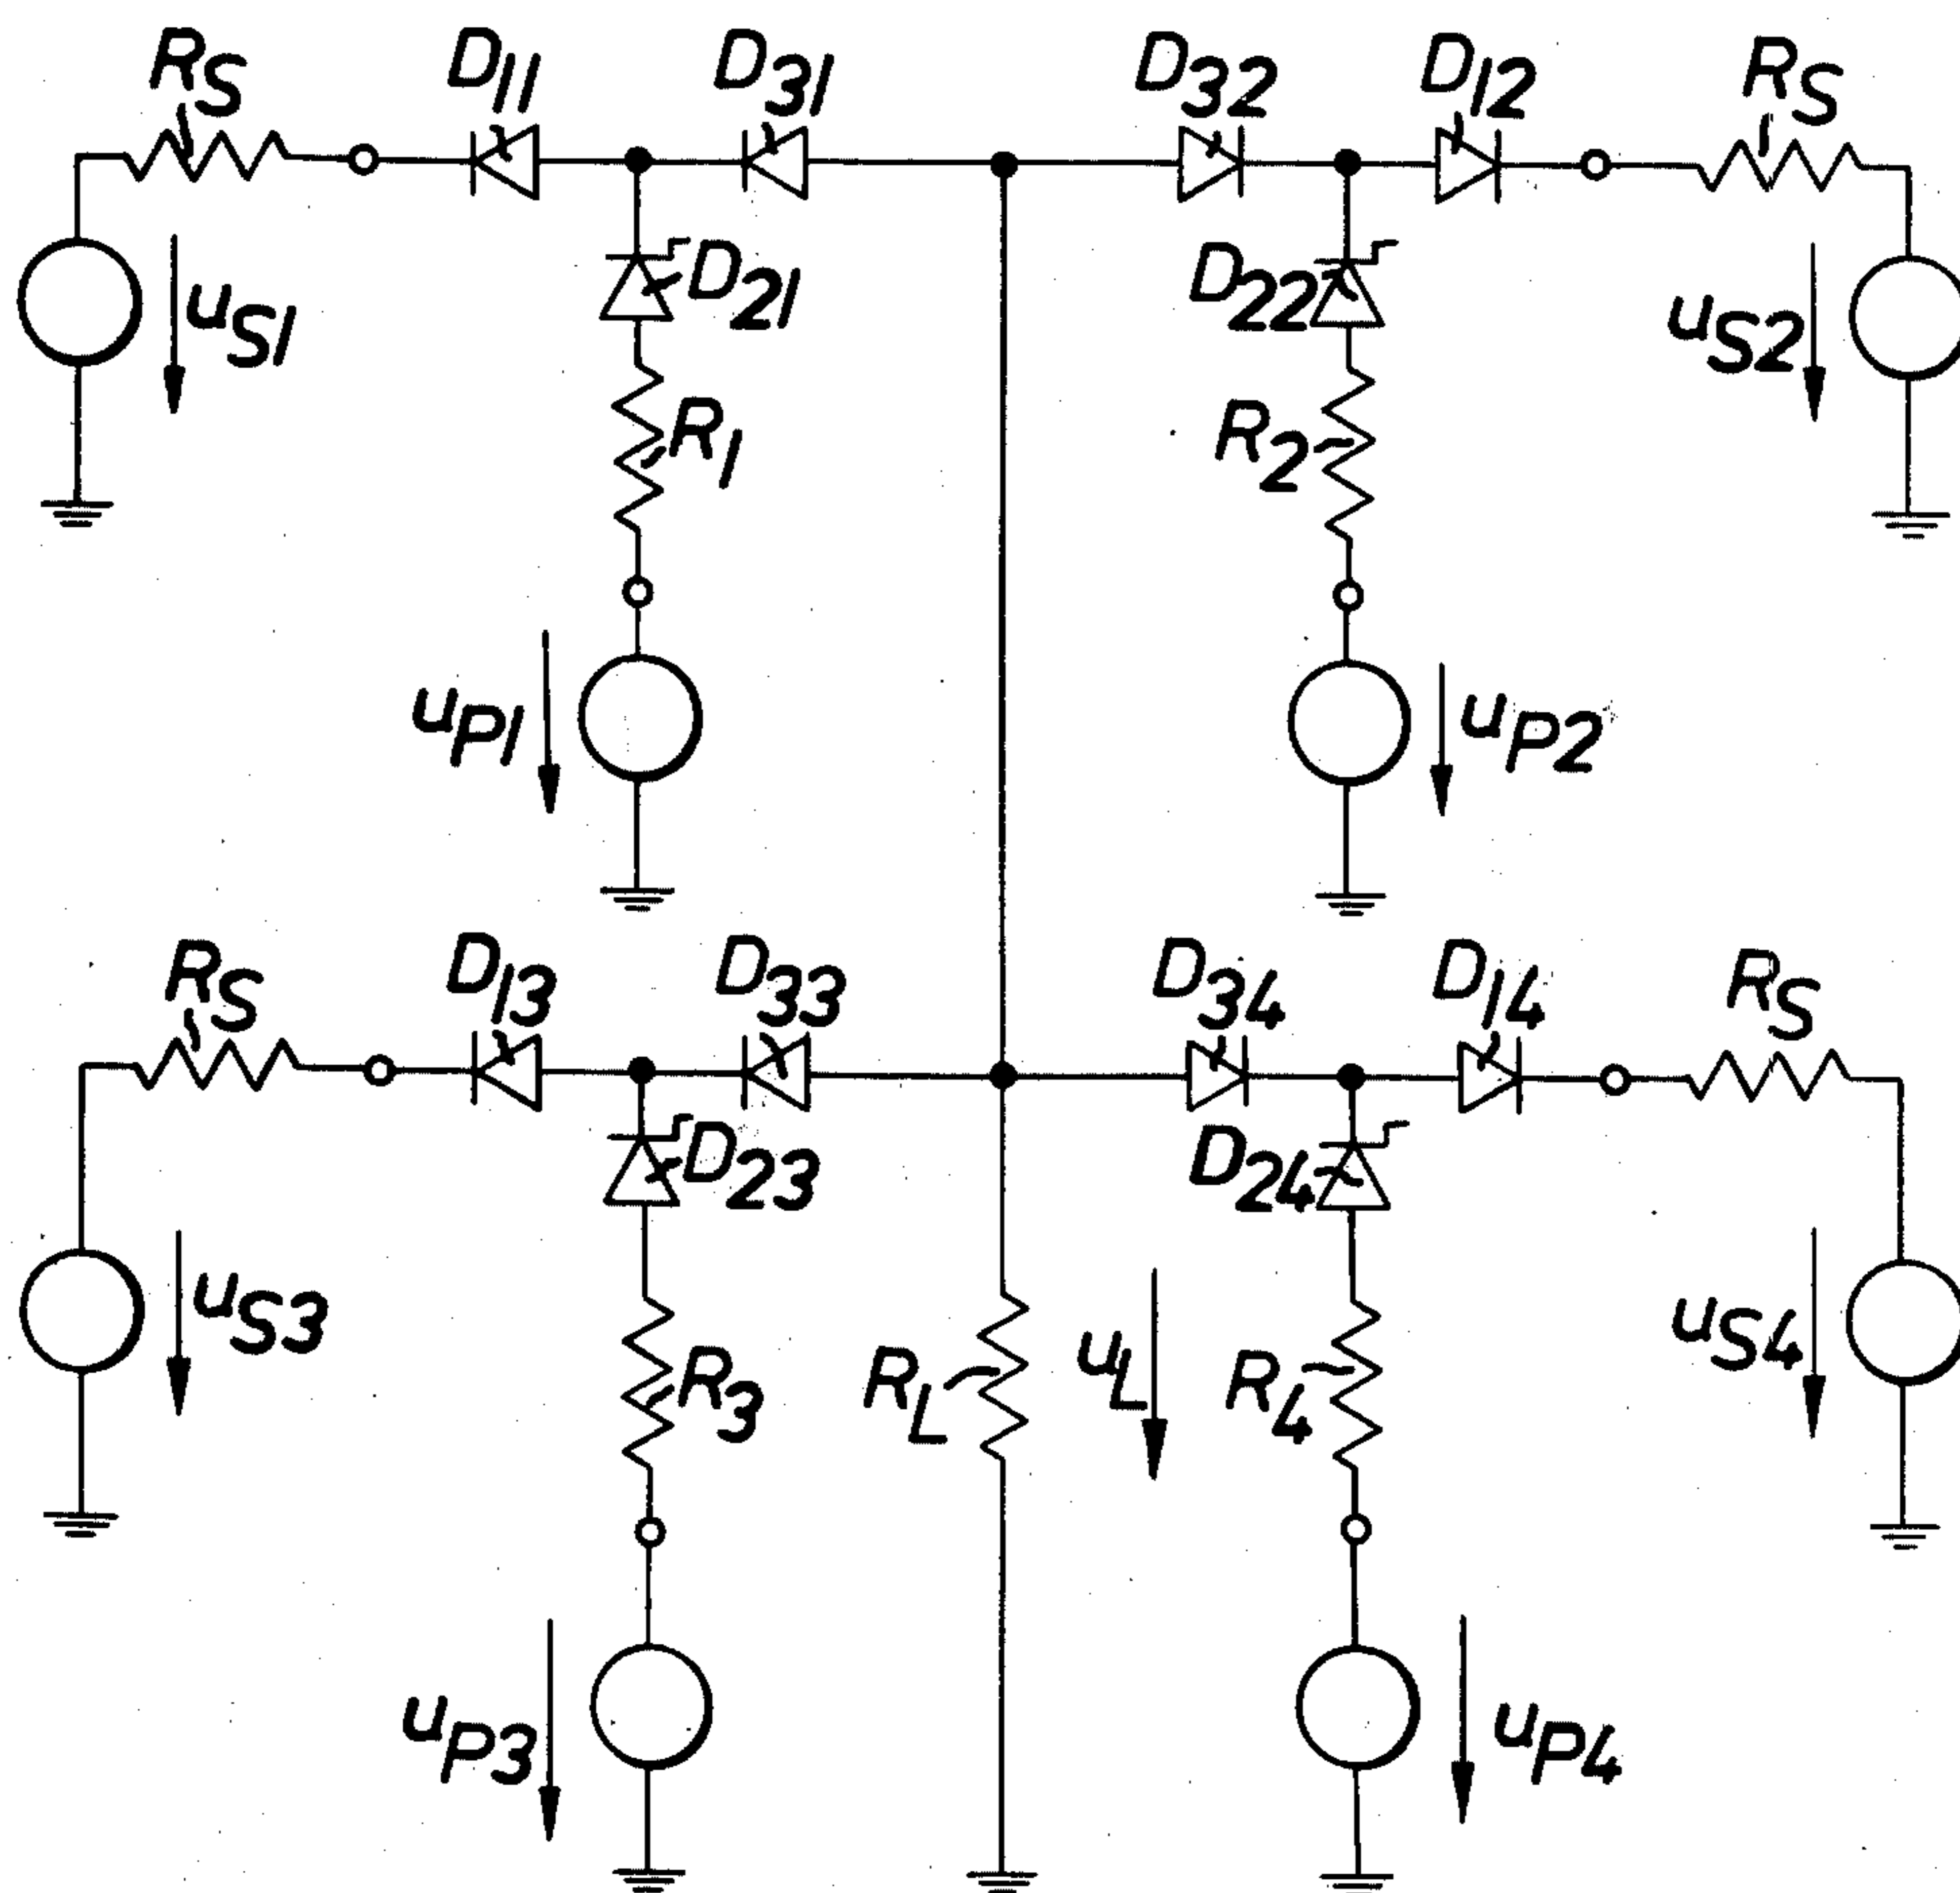 RS D11 D31 D32 D12 RS
uS1 D21 D22 uS2
R1 R2
uP1 uP2
RS D13 D33 D34 D14 RS
D23 D24
uS3 uS4
R3 RL uL R4
uP3 uP4